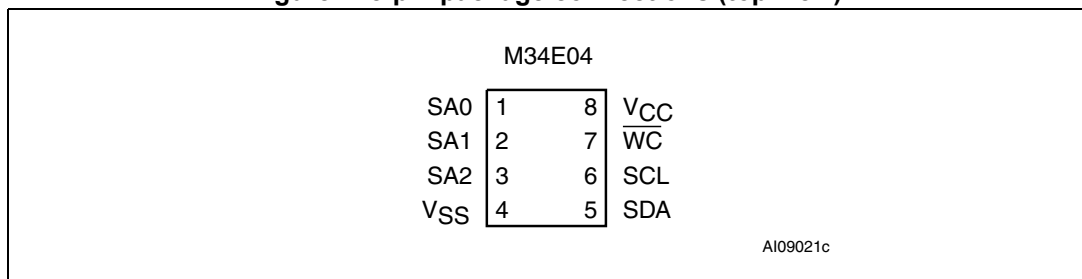 M34E04
SA0 1 8 VCC
SA1 2 7 WC
SA2 3 6 SCL
VSS 4 5 SDA
AI09021c